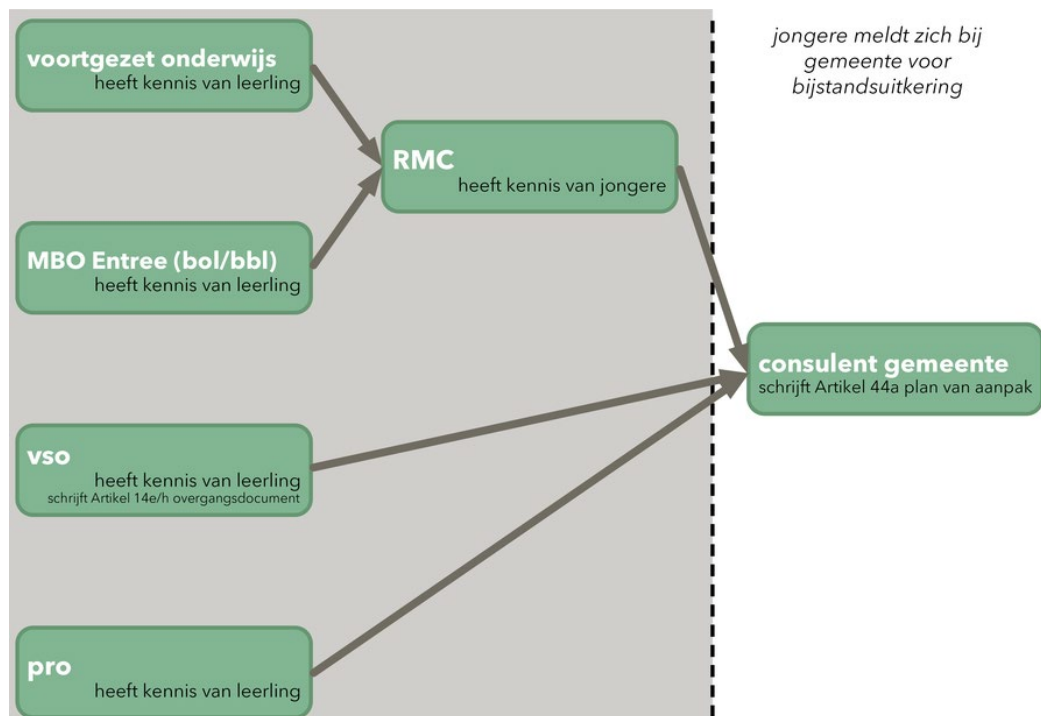 voortgezet onderwijs
heeft kennis van leerling
MBO Entree (bol/bbl)
heeft kennis van leerling
vso
heeft kennis van leerling
schrijft Artikel 14e/h overgangsdocument
pro
heeft kennis van leerling
RMC
heeft kennis van jongere
jongere meldt zich bij
gemeente voor
bijstandsuitkering
consulent gemeente
schrijft Artikel 44a plan van aanpak